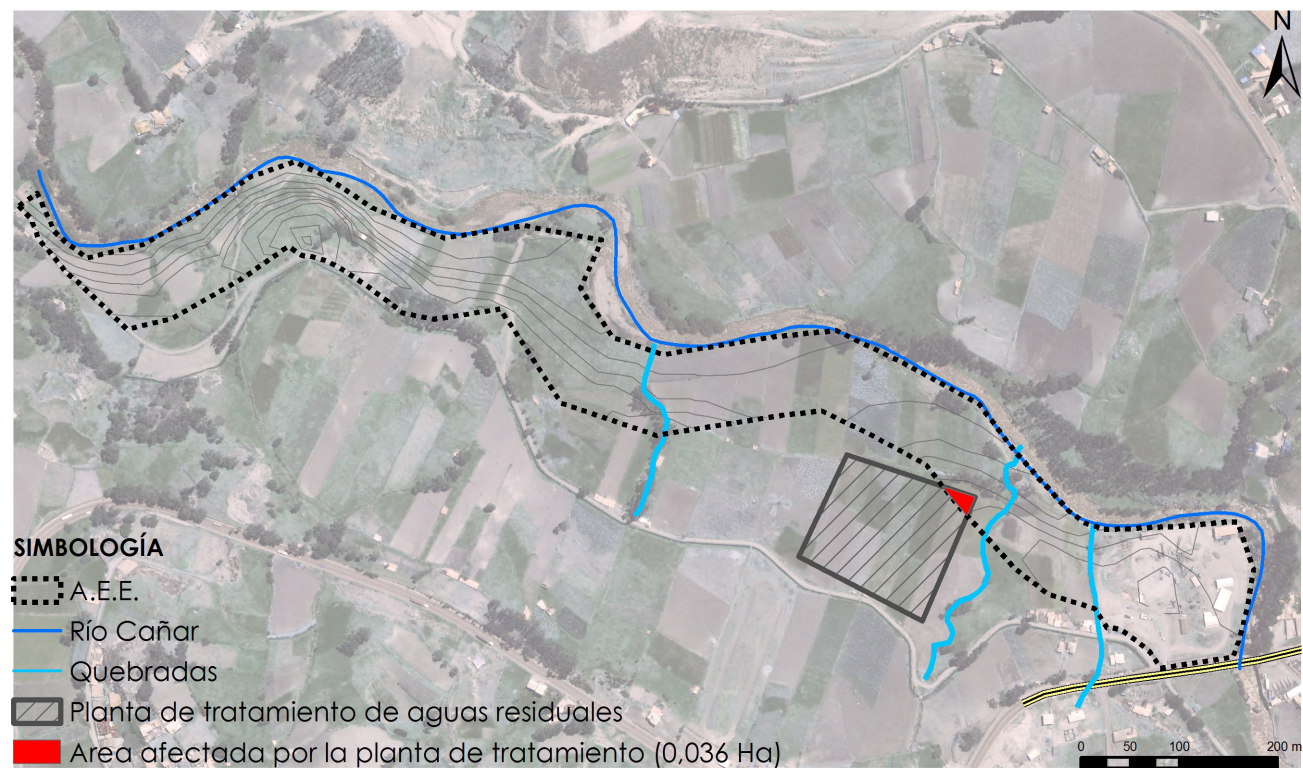 N
SIMBOLOGÍA
A.E.E.
Río Cañar
Quebradas
Planta de tratamiento de aguas residuales
Area afectada por la planta de tratamiento (0,036 Ha)
0 50 100 200 m